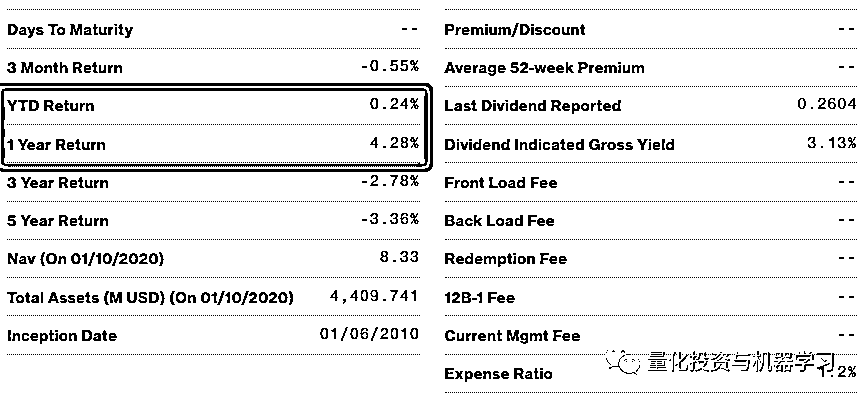 Days To Maturity -- Premium/Discount --
3 Month Return -0.55% Average 52-week Premium --
YTD Return 0.24% Last Dividend Reported 0.2604
1 Year Return 4.28% Dividend Indicated Gross Yield 3.13%
3 Year Return -2.78% Front Load Fee --
5 Year Return -3.36% Back Load Fee --
Nav (On 01/10/2020) 8.33 Redemption Fee --
Total Assets (M USD) (On 01/10/2020) 4,409.741 12B-1 Fee --
Inception Date 01/06/2010 Current Mgmt Fee --
Expense Ratio 1.2%
量化投资与机器学习